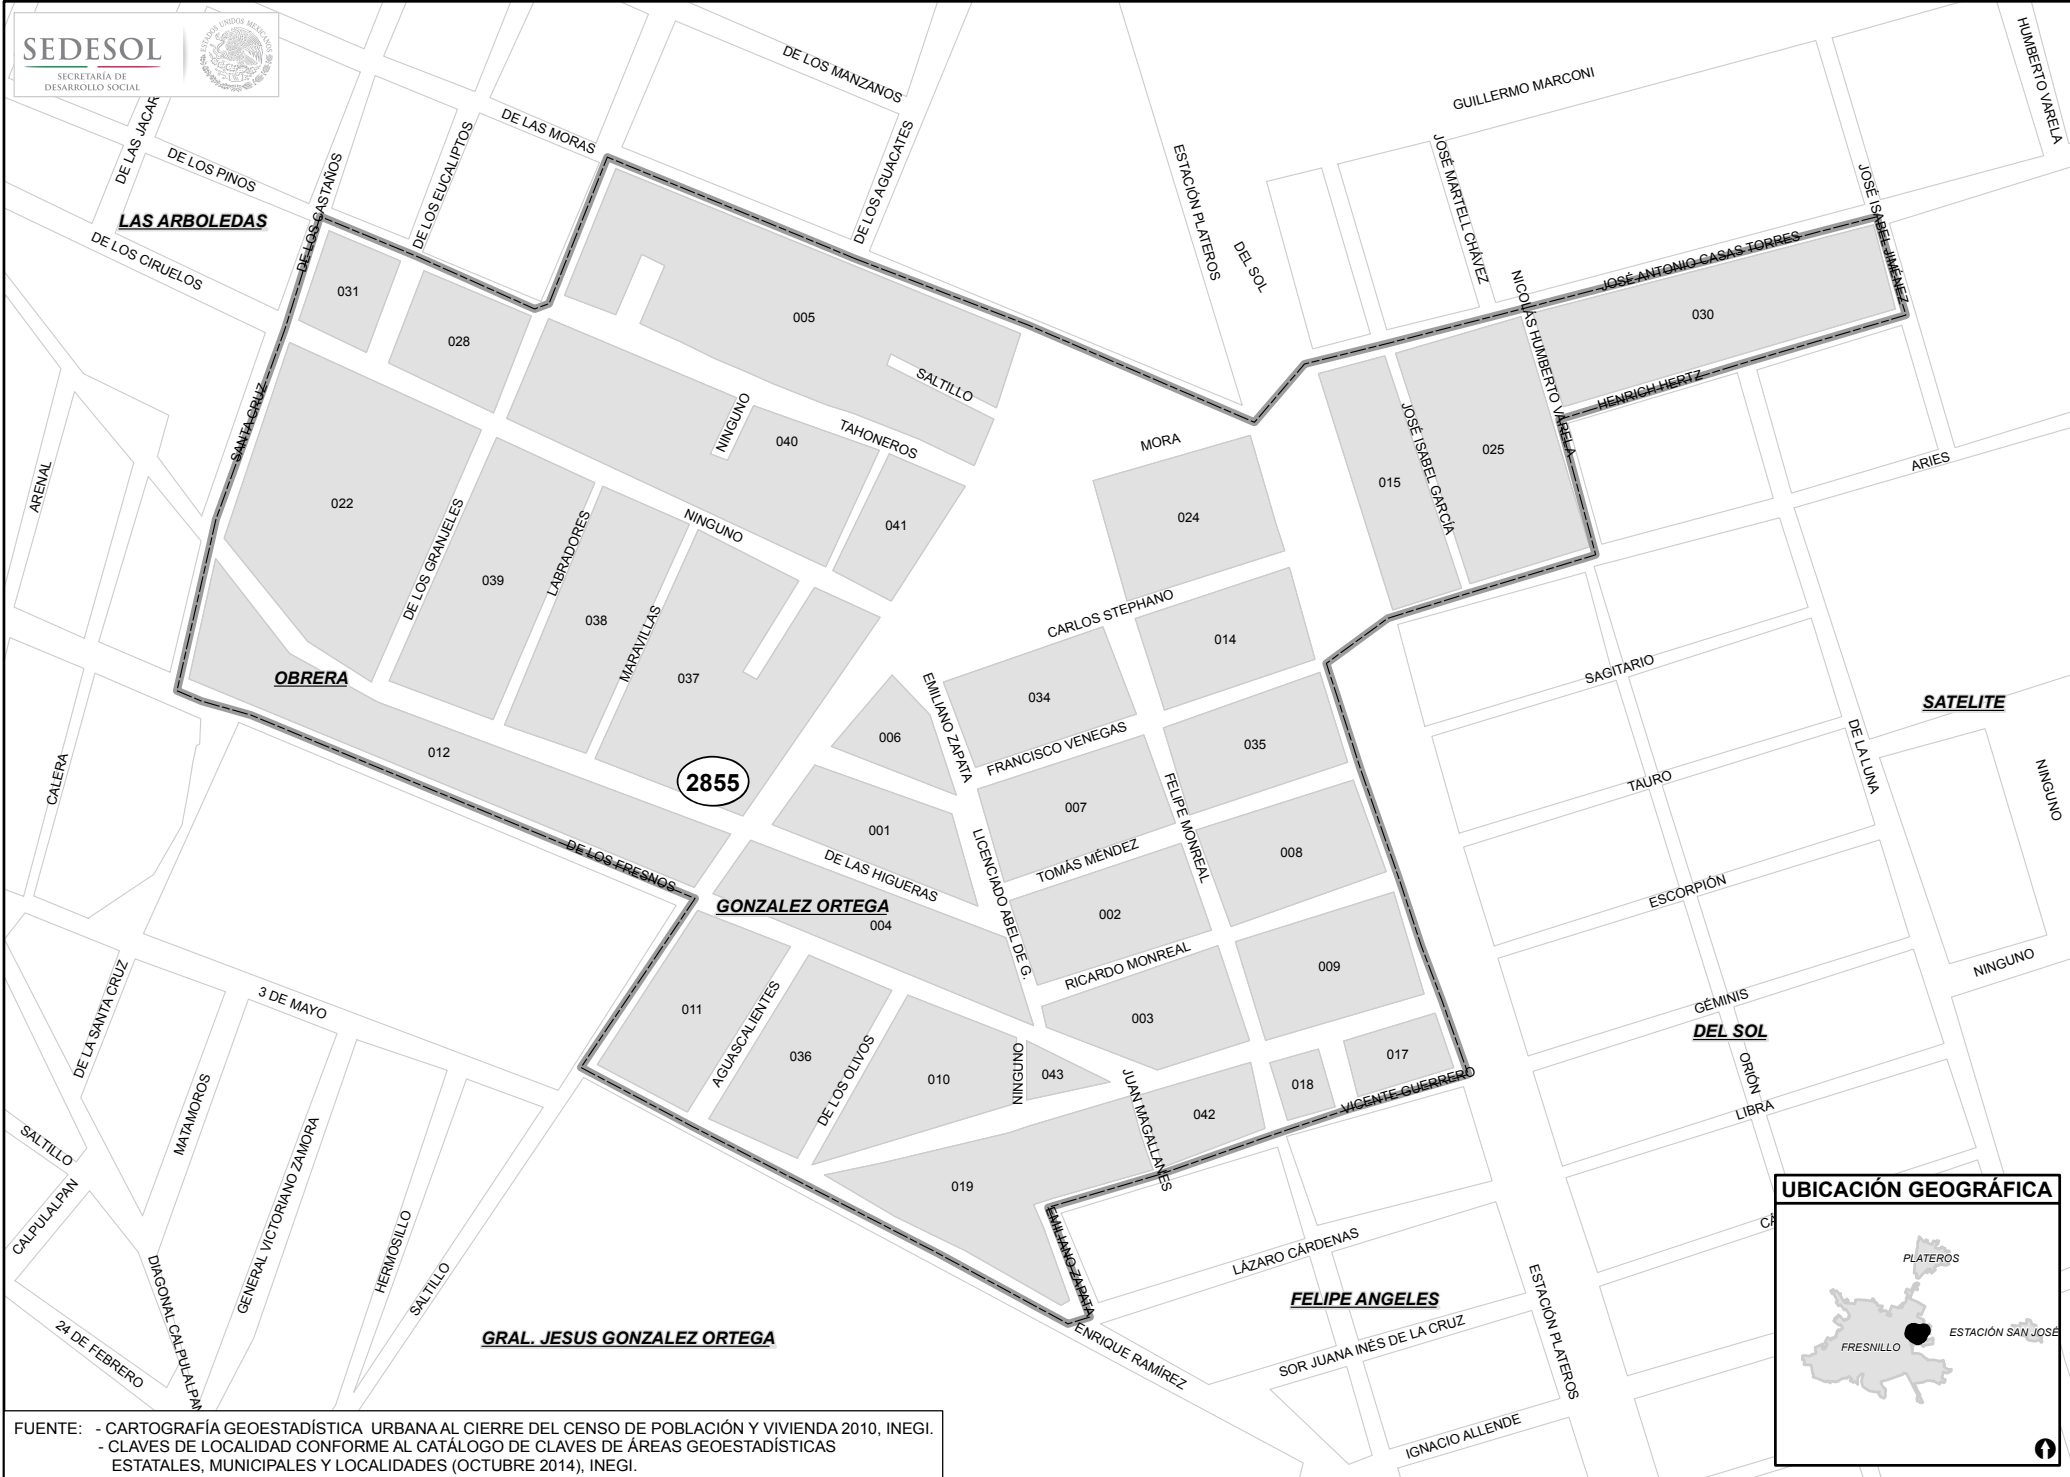 SEDESOL
SECRETARÍA DE
DESARROLLO SOCIAL
ESTADOS UNIDOS MEXICANOS
DE LOS MANZANOS
GUILLERMO MARCONI
HUMBERTO VARELA
DE LAS JACAR
DE LOS PINOS
DE LOS CASTAÑOS
DE LOS EUCALIPTOS
DE LAS MORAS
DE LOS AGUACATES
ESTACIÓN PLATEROS
DEL SOL
JOSÉ MARTELL CHÁVEZ
JOSÉ ISABEL JIMÉNEZ
LAS ARBOLEDAS
DE LOS CIRUELOS
NICOLÁS HUMBERTO VARELA
JOSÉ ANTONIO CASAS TORRES
031
028
005
030
SANTA CRUZ
SALTILLO
HENRICH HERTZ
NINGUNO
040
TAHONEROS
MORA
JOSÉ ISABEL GARCÍA
025
015
ARIES
ARENAL
022
DE LOS GRANJELES
LABRADORES
NINGUNO
041
024
039
038
MARAVILLAS
CARLOS STEPHANO
014
OBRERA
037
EMILIANO ZAPATA
034
SAGITARIO
SATELITE
012
006
FRANCISCO VENEGAS
035
DE LA LUNA
CALERA
2855
007
FELIPE MONREAL
TAURO
NINGUNO
001
LICENCIADO ABEL DE G.
DE LOS FRESNOS
DE LAS HIGUERAS
TOMÁS MÉNDEZ
008
ESCORPIÓN
GONZALEZ ORTEGA
004
002
RICARDO MONREAL
009
NINGUNO
DE LA SANTA CRUZ
3 DE MAYO
011
AGUASCALIENTES
003
GÉMINIS
DEL SOL
036
DE LOS OLIVOS
010
NINGUNO
043
JUAN MAGALLANES
042
018
017
VICENTE GUERRERO
ORIÓN
LIBRA
MATAMOROS
SALTILLO
GENERAL VICTORIANO ZAMORA
019
CALPULALPAN
HERMOSILLO
SALTILLO
DIAGONAL CALPULALPAN
EMILIANO ZAPATA
LÁZARO CÁRDENAS
CÁ
FELIPE ANGELES
ESTACIÓN PLATEROS
24 DE FEBRERO
GRAL. JESUS GONZALEZ ORTEGA
ENRIQUE RAMÍREZ
SOR JUANA INÉS DE LA CRUZ
IGNACIO ALLENDE
UBICACIÓN GEOGRÁFICA
PLATEROS
ESTACIÓN SAN JOSÉ
FRESNILLO
FUENTE: - CARTOGRAFÍA GEOESTADÍSTICA URBANA AL CIERRE DEL CENSO DE POBLACIÓN Y VIVIENDA 2010, INEGI.
- CLAVES DE LOCALIDAD CONFORME AL CATÁLOGO DE CLAVES DE ÁREAS GEOESTADÍSTICAS
ESTATALES, MUNICIPALES Y LOCALIDADES (OCTUBRE 2014), INEGI.